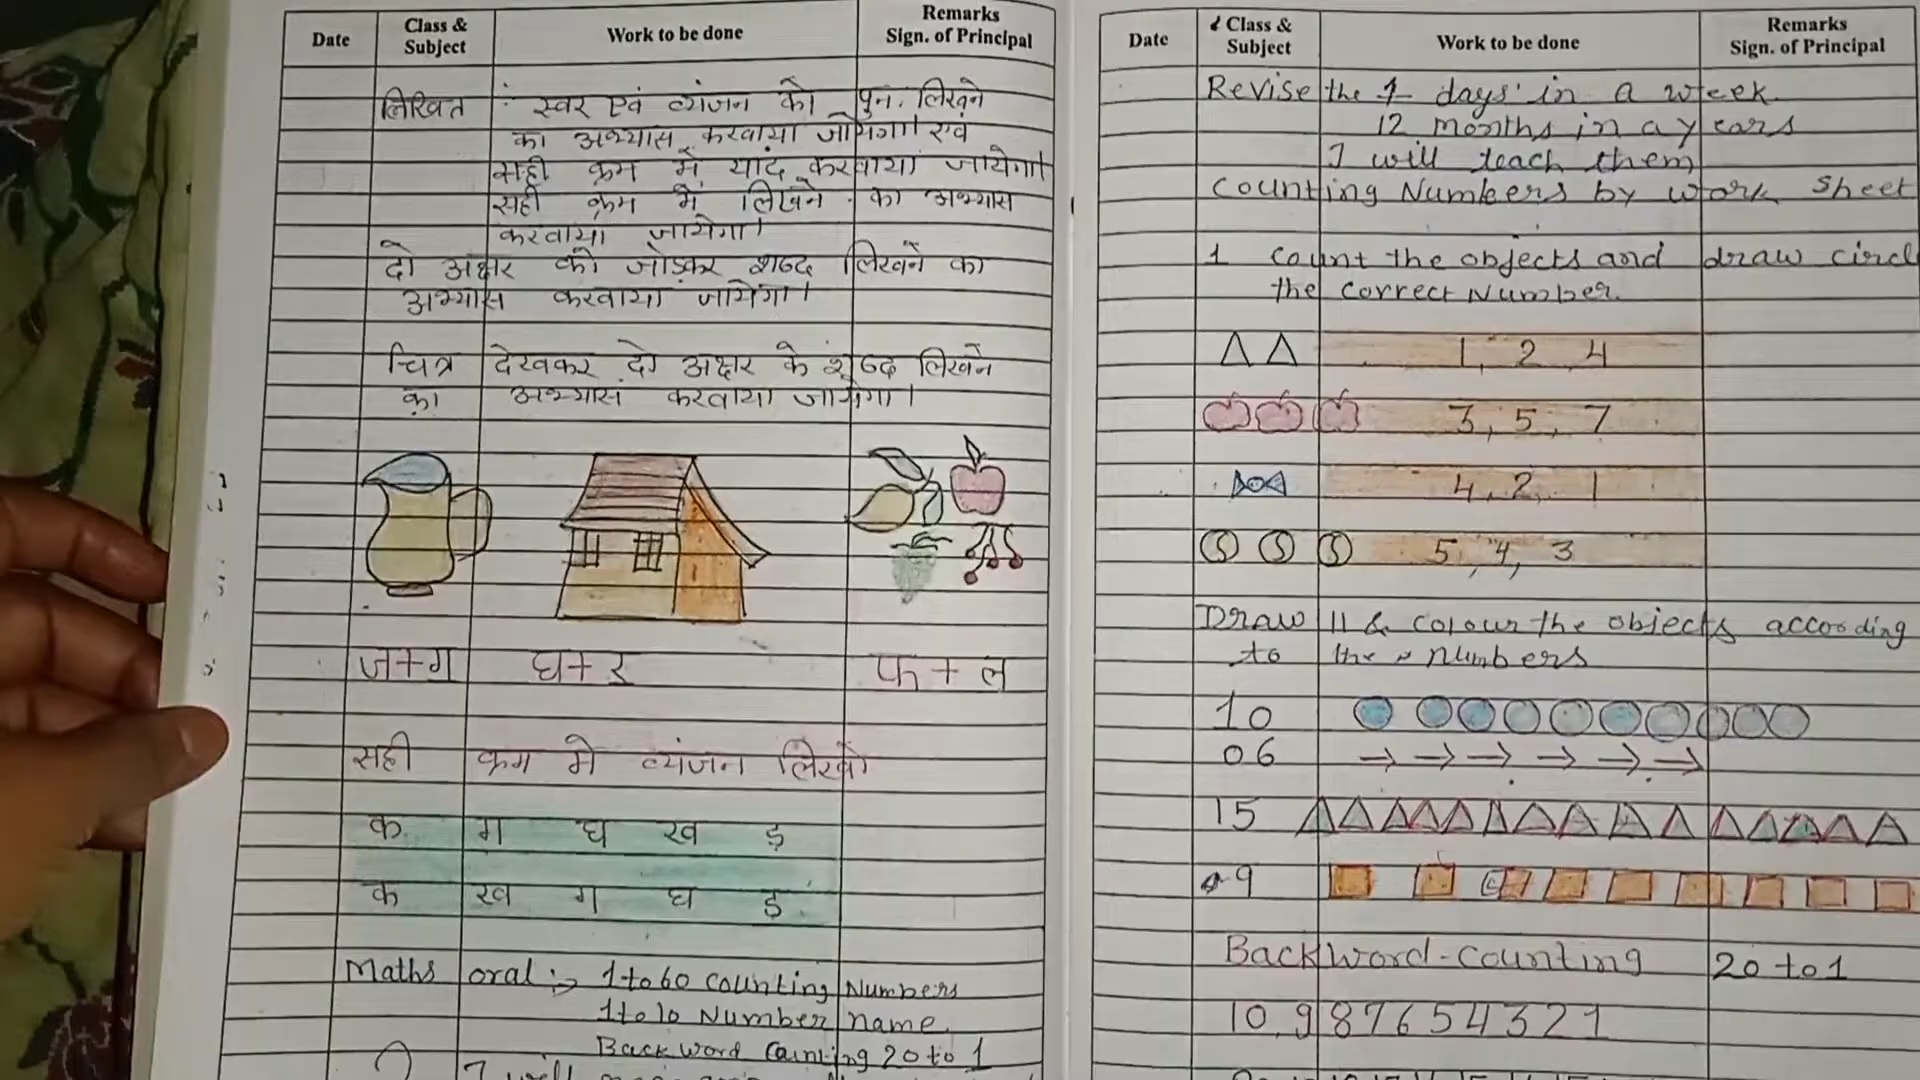 Date Class & Subject Work to be done Remarks Sign. of Principal
लिखित :- स्वर एवं व्यंजन को पुन. लिखने
का अभ्यास करवाया जायेगा। एवं
सही क्रम में याद करवाया जायेगा।
सही क्रम में लिखने का अभ्यास
करवाया जायेगा।
दो अक्षर को जोड़कर शब्द लिखने का
अभ्यास करवाया जायेगा।
चित्र देखकर दो अक्षर के शब्द लिखने
का अभ्यास करवाया जायेगा।
ज+ग घ+र फ+ल
सही क्रम मे व्यंजन लिखो
क ग घ ख ड़
क ख ग घ ड़
Maths oral :- 1 to 60 counting Numbers
1 to 10 Number name
Back word Counting 20 to 1
I will
Date Class & Subject Work to be done Remarks Sign. of Principal
Revise the 7 days in a week
12 months in a years
I will teach them
Counting Numbers by work sheet
1 Count the objects and draw circl
the correct Number.
1, 2, 4
3, 5, 7
4, 2, 1
5, 4, 3
Draw 11 & colour the objects according
to the Numbers
10
06
15
9
BackWord-counting 20 to 1
10, 9 8 7 6 5 4 3 2 1